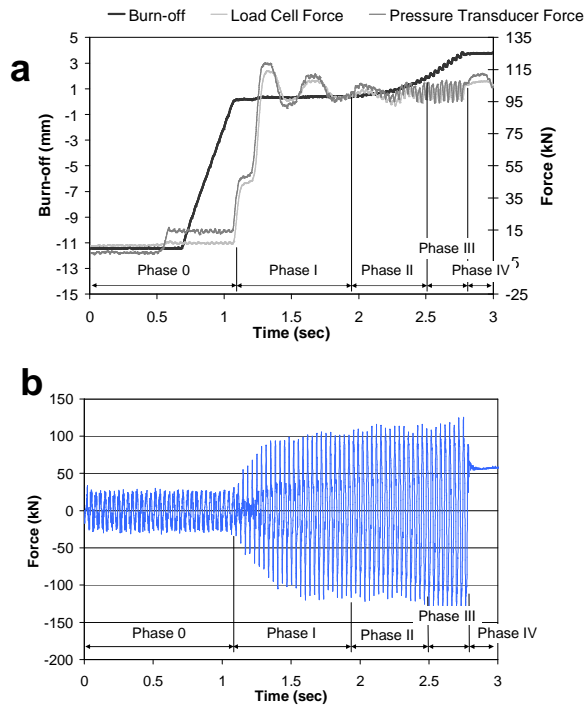 Burn-off Load Cell Force Pressure Transducer Force
a
5
3
1
-1
-3
-5
-7
-9
-11
-13
-15
Burn-off (mm)
135
115
95
75
55
35
15
-5
-25
Force (kN)
Phase III
Phase 0 Phase I Phase II Phase IV
0 0.5 1 1.5 2 2.5 3
Time (sec)
b
150
100
50
0
-50
-100
-150
-200
Force (kN)
Phase III
Phase 0 Phase I Phase II Phase IV
0 0.5 1 1.5 2 2.5 3
Time (sec)